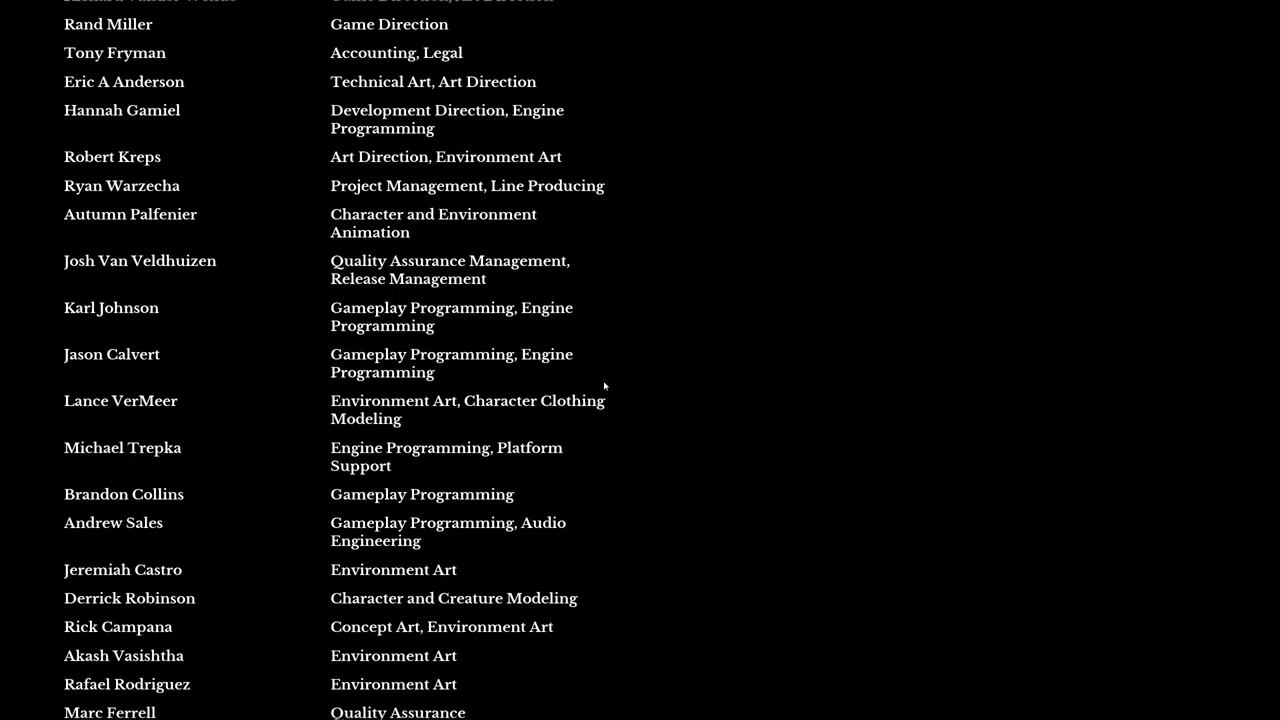 Rand Miller Game Direction
Tony Fryman Accounting, Legal
Eric A Anderson Technical Art, Art Direction
Hannah Gamiel Development Direction, Engine
Programming
Robert Kreps Art Direction, Environment Art
Ryan Warzecha Project Management, Line Producing
Autumn Palfenier Character and Environment
Animation
Josh Van Veldhuizen Quality Assurance Management,
Release Management
Karl Johnson Gameplay Programming, Engine
Programming
Jason Calvert Gameplay Programming, Engine
Programming
Lance VerMeer Environment Art, Character Clothing
Modeling
Michael Trepka Engine Programming, Platform
Support
Brandon Collins Gameplay Programming
Andrew Sales Gameplay Programming, Audio
Engineering
Jeremiah Castro Environment Art
Derrick Robinson Character and Creature Modeling
Rick Campana Concept Art, Environment Art
Akash Vasishtha Environment Art
Rafael Rodriguez Environment Art
Marc Ferrell Quality Assurance